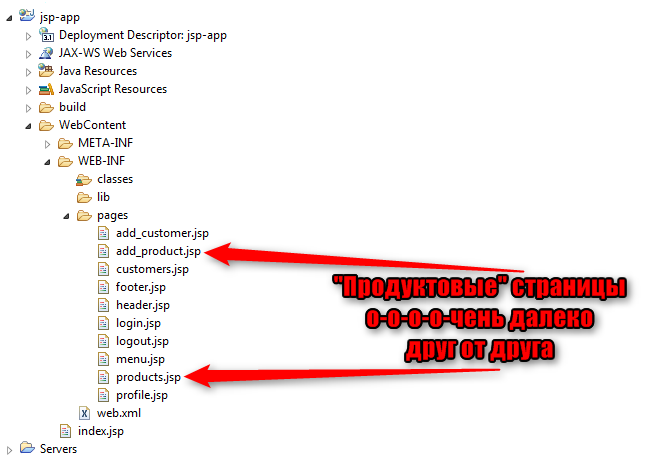 jsp-app
Deployment Descriptor: jsp-app
JAX-WS Web Services
Java Resources
JavaScript Resources
build
WebContent
META-INF
WEB-INF
classes
lib
pages
add_customer.jsp
add_product.jsp
customers.jsp
footer.jsp
header.jsp
login.jsp
logout.jsp
menu.jsp
products.jsp
profile.jsp
web.xml
index.jsp
Servers
"Продуктовые" страницы
о-о-о-о-чень далеко
друг от друга